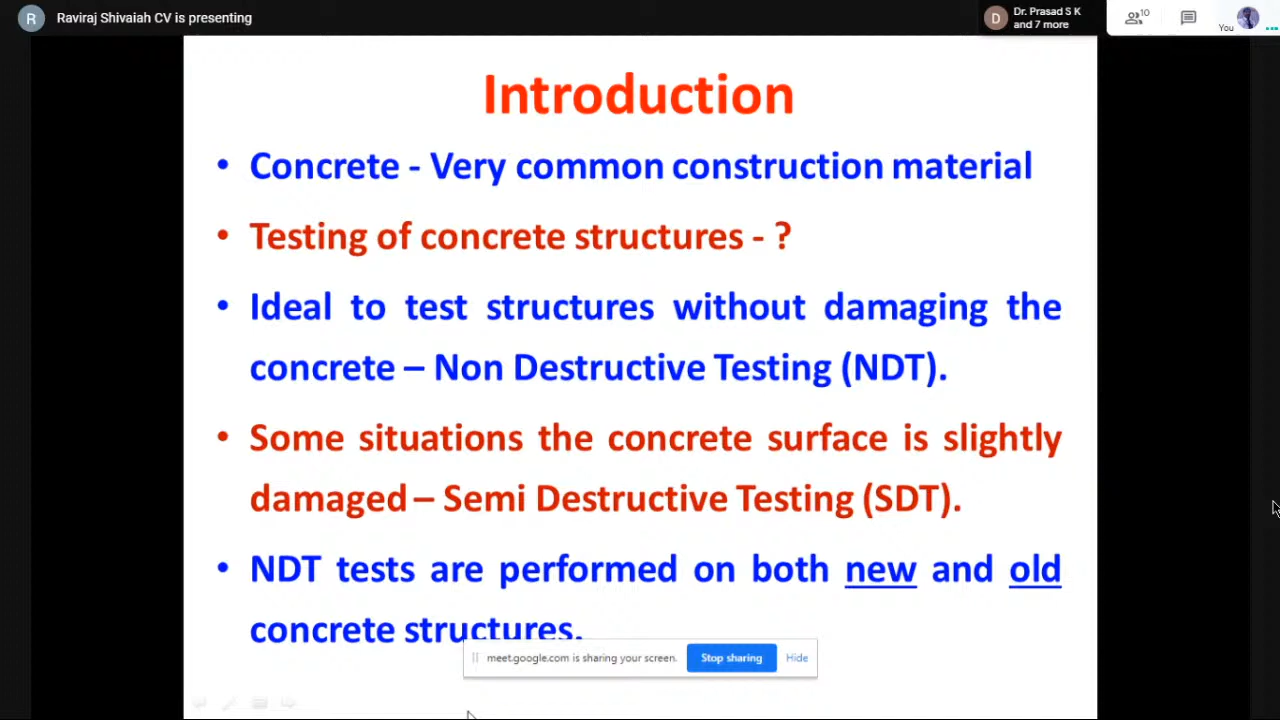 R Raviraj Shivaiah CV is presenting
D Dr. Prasad S K
and 7 more
10
You
Introduction
• Concrete - Very common construction material
• Testing of concrete structures - ?
• Ideal to test structures without damaging the
concrete – Non Destructive Testing (NDT).
• Some situations the concrete surface is slightly
damaged – Semi Destructive Testing (SDT).
• NDT tests are performed on both new and old
concrete structures.
meet.google.com is sharing your screen. Stop sharing Hide